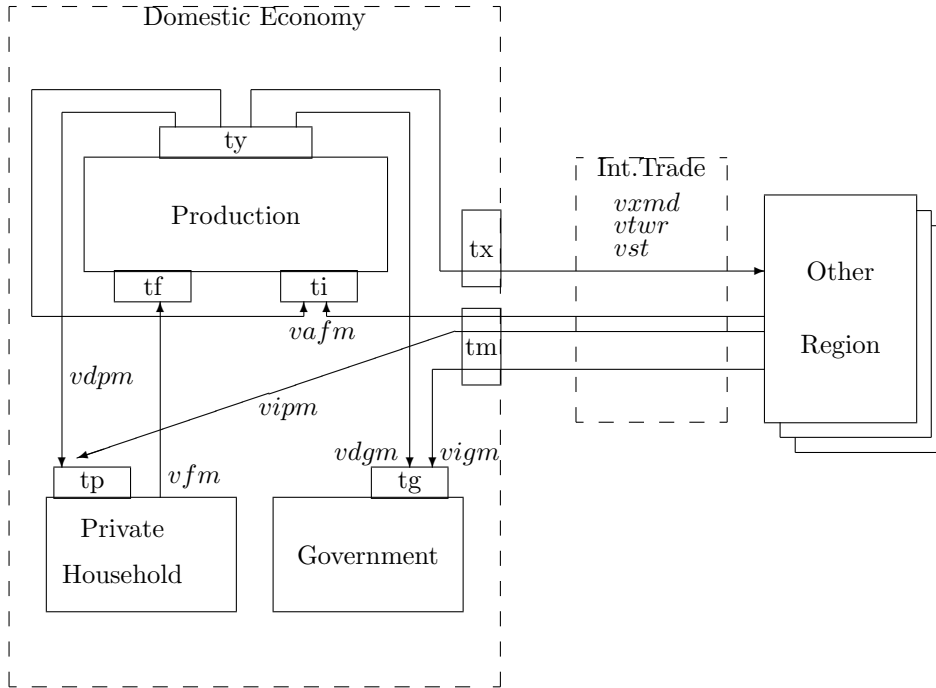 Domestic Economy
ty
Production
tf
ti
vafm
tx
tm
Int.Trade
vxmd
vtwr
vst
Other
Region
vdpm
vipm
vfm
vdgm
vigm
tp
tg
Private
Household
Government